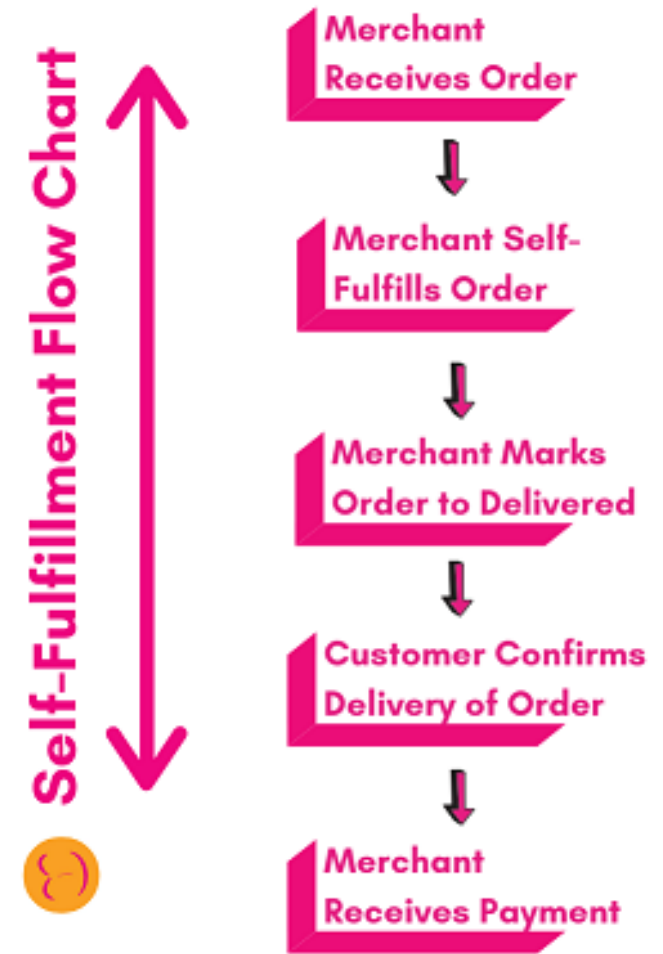 Self-Fulfillment Flow Chart
Merchant
Receives Order
Merchant Self-
Fulfills Order
Merchant Marks
Order to Delivered
Customer Confirms
Delivery of Order
Merchant
Receives Payment